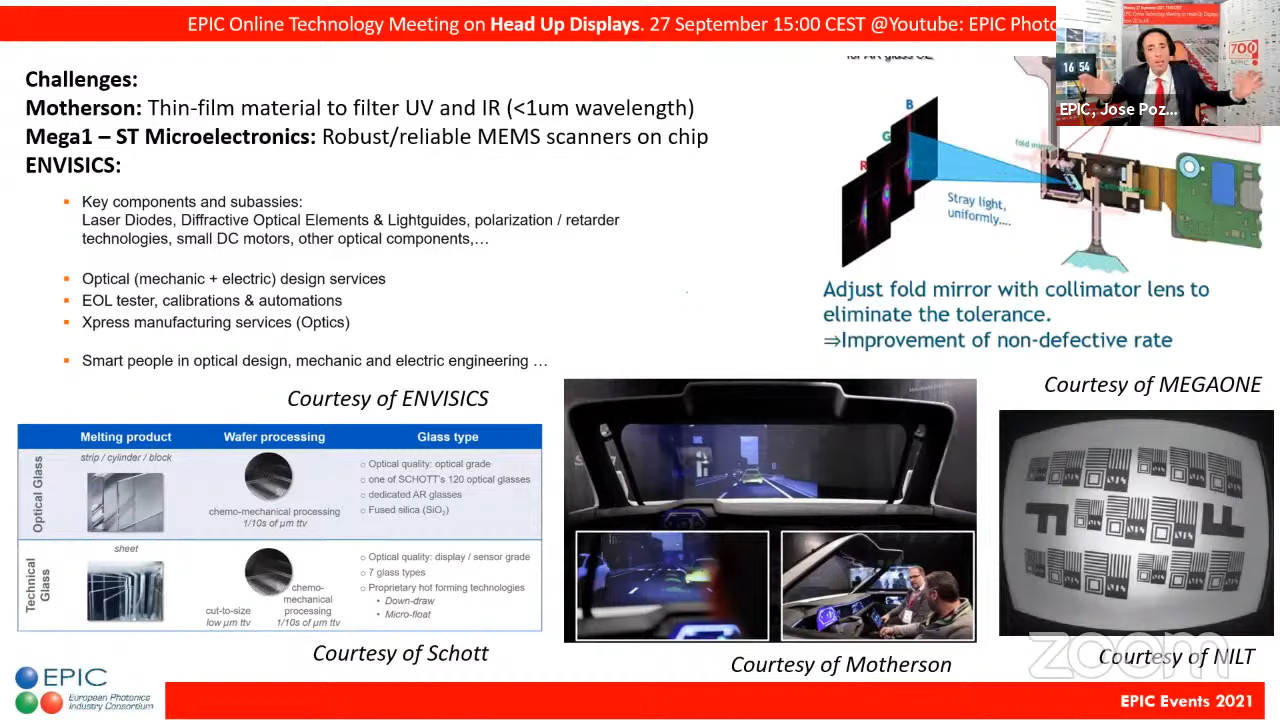 EPIC Online Technology Meeting on Head Up Displays. 27 September 15:00 CEST @Youtube: EPIC Photo
700
16 54
EPIC, Jose Poz...
Challenges:
Motherson: Thin-film material to filter UV and IR (<1um wavelength)
Mega1 – ST Microelectronics: Robust/reliable MEMS scanners on chip
ENVISICS:
Key components and subassies:
Laser Diodes, Diffractive Optical Elements & Lightguides, polarization / retarder
technologies, small DC motors, other optical components,…
Optical (mechanic + electric) design services
EOL tester, calibrations & automations
Xpress manufacturing services (Optics)
Smart people in optical design, mechanic and electric engineering …
Courtesy of ENVISICS
B
G
R
fold mirror
Stray light,
uniformly....
Adjust fold mirror with collimator lens to
eliminate the tolerance.
⇒Improvement of non-defective rate
Courtesy of MEGAONE
Melting product Wafer processing Glass type
Optical Glass
strip / cylinder / block
chemo-mechanical processing
1/10s of µm ttv
Optical quality: optical grade
one of SCHOTT's 120 optical glasses
dedicated AR glasses
Fused silica (SiO₂)
Technical Glass
sheet
cut-to-size
low µm ttv
chemo-
mechanical
processing
1/10s of µm ttv
Optical quality: display / sensor grade
7 glass types
Proprietary hot forming technologies
Down-draw
Micro-float
Courtesy of Schott
Courtesy of Motherson
F F
zoom
Courtesy of NILT
EPIC
European Photonics
Industry Consortium
EPIC Events 2021